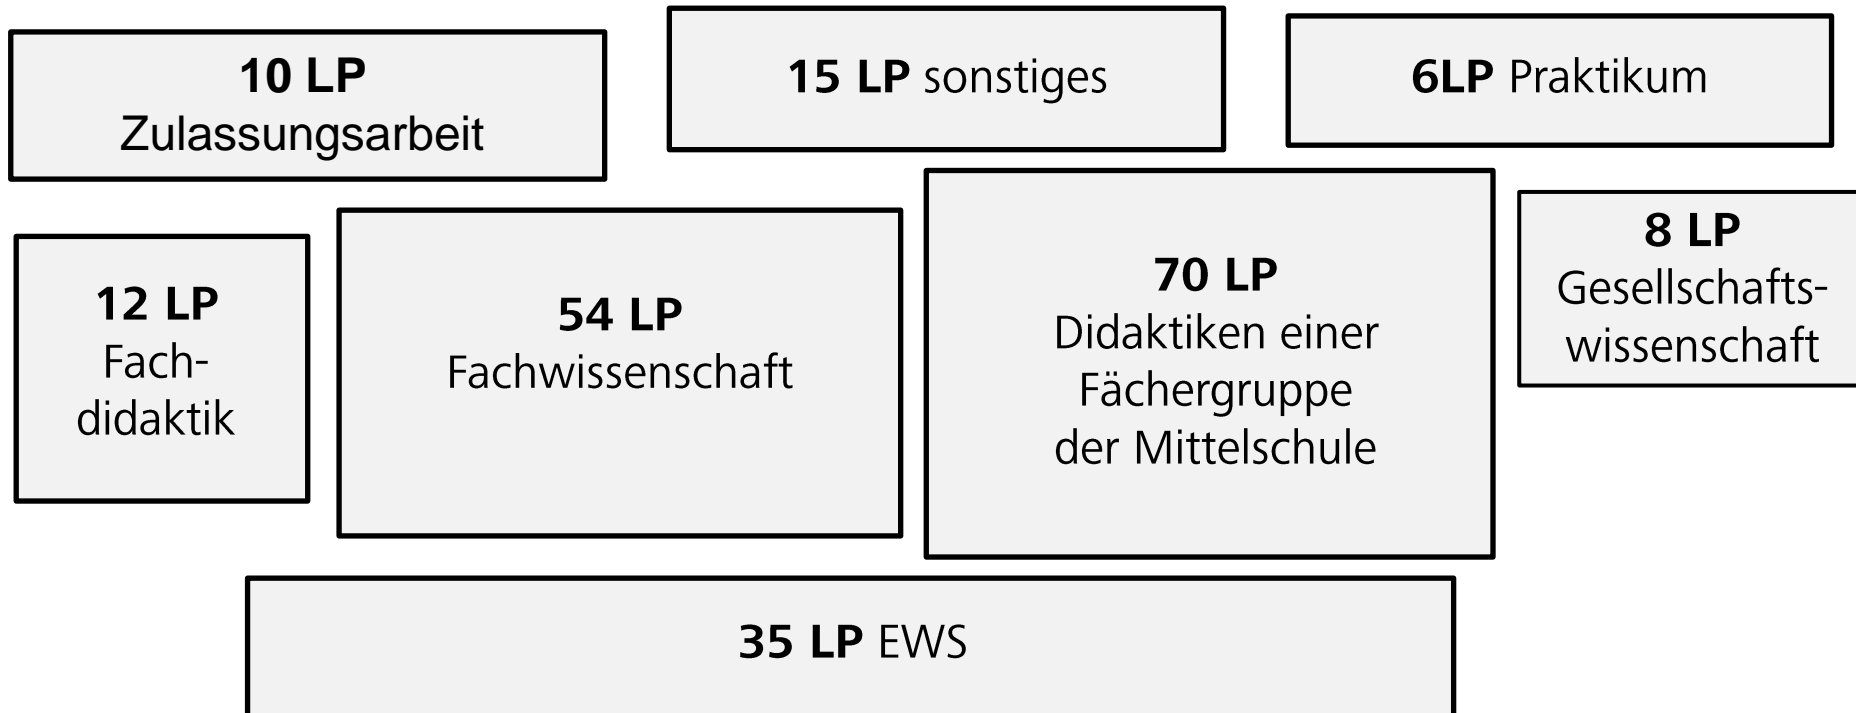 10 LP
Zulassungsarbeit
15 LP sonstiges
6LP Praktikum
12 LP
Fach-
didaktik
54 LP
Fachwissenschaft
70 LP
Didaktiken einer
Fächergruppe
der Mittelschule
8 LP
Gesellschafts-
wissenschaft
35 LP EWS